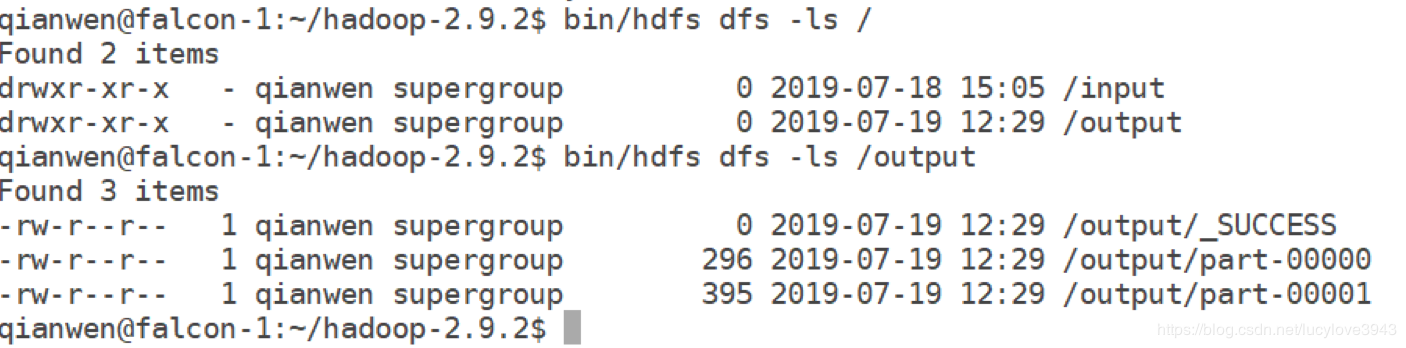 qianwen@falcon-1:~/hadoop-2.9.2$ bin/hdfs dfs -ls /
Found 2 items
drwxr-xr-x   - qianwen supergroup          0 2019-07-18 15:05 /input
drwxr-xr-x   - qianwen supergroup          0 2019-07-19 12:29 /output
qianwen@falcon-1:~/hadoop-2.9.2$ bin/hdfs dfs -ls /output
Found 3 items
-rw-r--r--   1 qianwen supergroup          0 2019-07-19 12:29 /output/_SUCCESS
-rw-r--r--   1 qianwen supergroup        296 2019-07-19 12:29 /output/part-00000
-rw-r--r--   1 qianwen supergroup        395 2019-07-19 12:29 /output/part-00001
qianwen@falcon-1:~/hadoop-2.9.2$
https://blog.csdn.net/lucylove3943